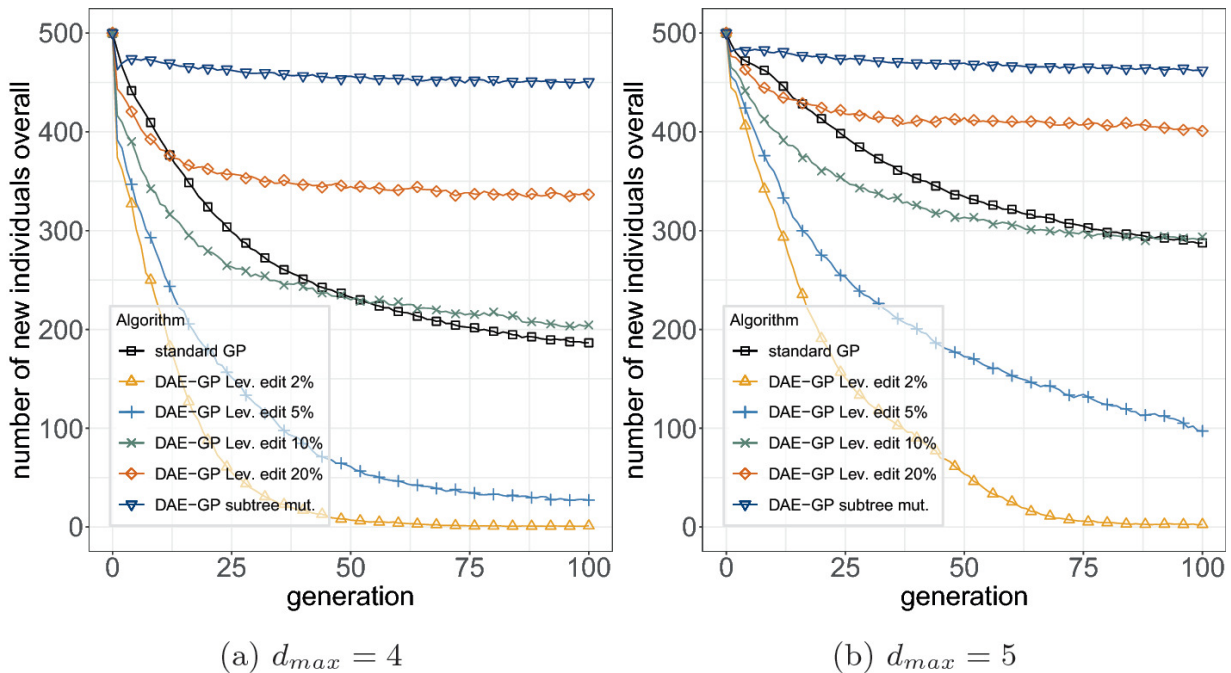 number of new individuals overall
500
400
300
200
100
0
Algorithm
standard GP
DAE-GP Lev. edit 2%
DAE-GP Lev. edit 5%
DAE-GP Lev. edit 10%
DAE-GP Lev. edit 20%
DAE-GP subtree mut.
0 25 50 75 100
generation
(a) d_{max} = 4
number of new individuals overall
500
400
300
200
100
0
Algorithm
standard GP
DAE-GP Lev. edit 2%
DAE-GP Lev. edit 5%
DAE-GP Lev. edit 10%
DAE-GP Lev. edit 20%
DAE-GP subtree mut.
0 25 50 75 100
generation
(b) d_{max} = 5